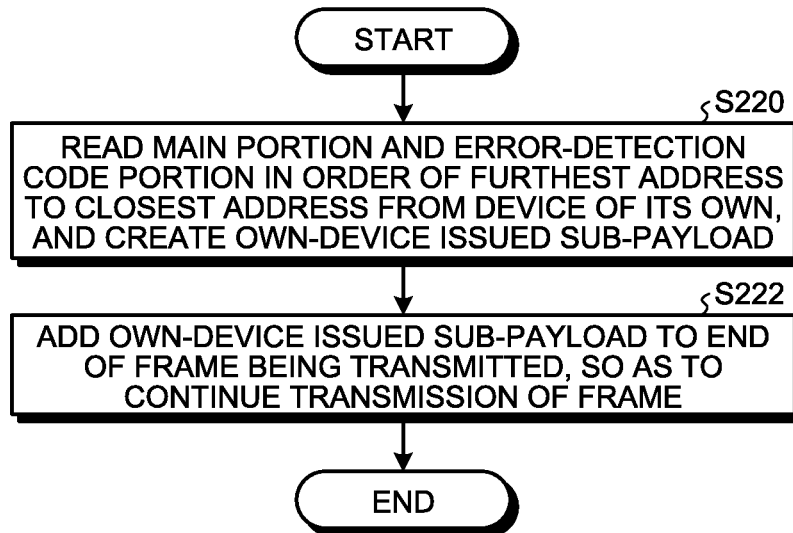 START
S220
READ MAIN PORTION AND ERROR-DETECTION
CODE PORTION IN ORDER OF FURTHEST ADDRESS
TO CLOSEST ADDRESS FROM DEVICE OF ITS OWN,
AND CREATE OWN-DEVICE ISSUED SUB-PAYLOAD
S222
ADD OWN-DEVICE ISSUED SUB-PAYLOAD TO END
OF FRAME BEING TRANSMITTED, SO AS TO
CONTINUE TRANSMISSION OF FRAME
END